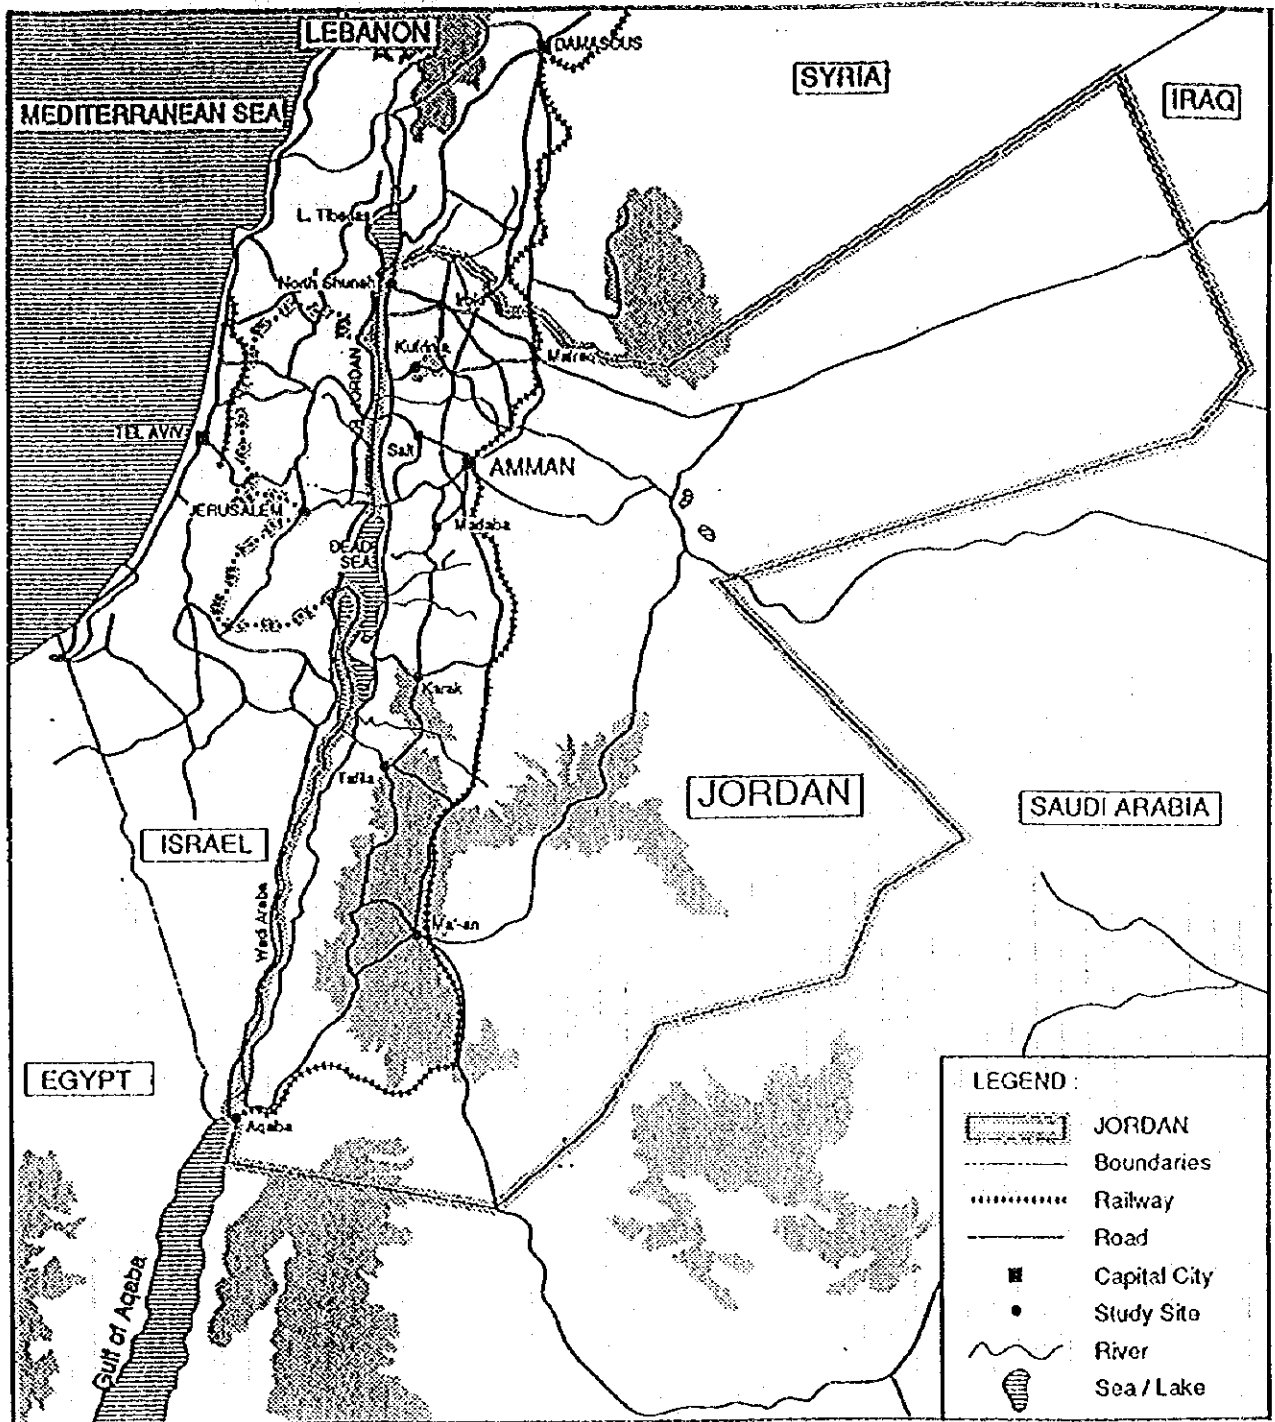 LEBANON
DAMASCUS
SYRIA
IRAQ
MEDITERRANEAN SEA
L. Tiberias
North Shunah
Irbid
Mafraq
JORDAN
TEL AVIV
Salt
AMMAN
JERUSALEM
Madaba
DEAD
SEA
Karak
Tafila
JORDAN
SAUDI ARABIA
ISRAEL
Wadi Araba
Ma'-an
EGYPT
Aqaba
Gulf of Aqaba
LEGEND :
JORDAN
Boundaries
Railway
Road
Capital City
Study Site
River
Sea / Lake